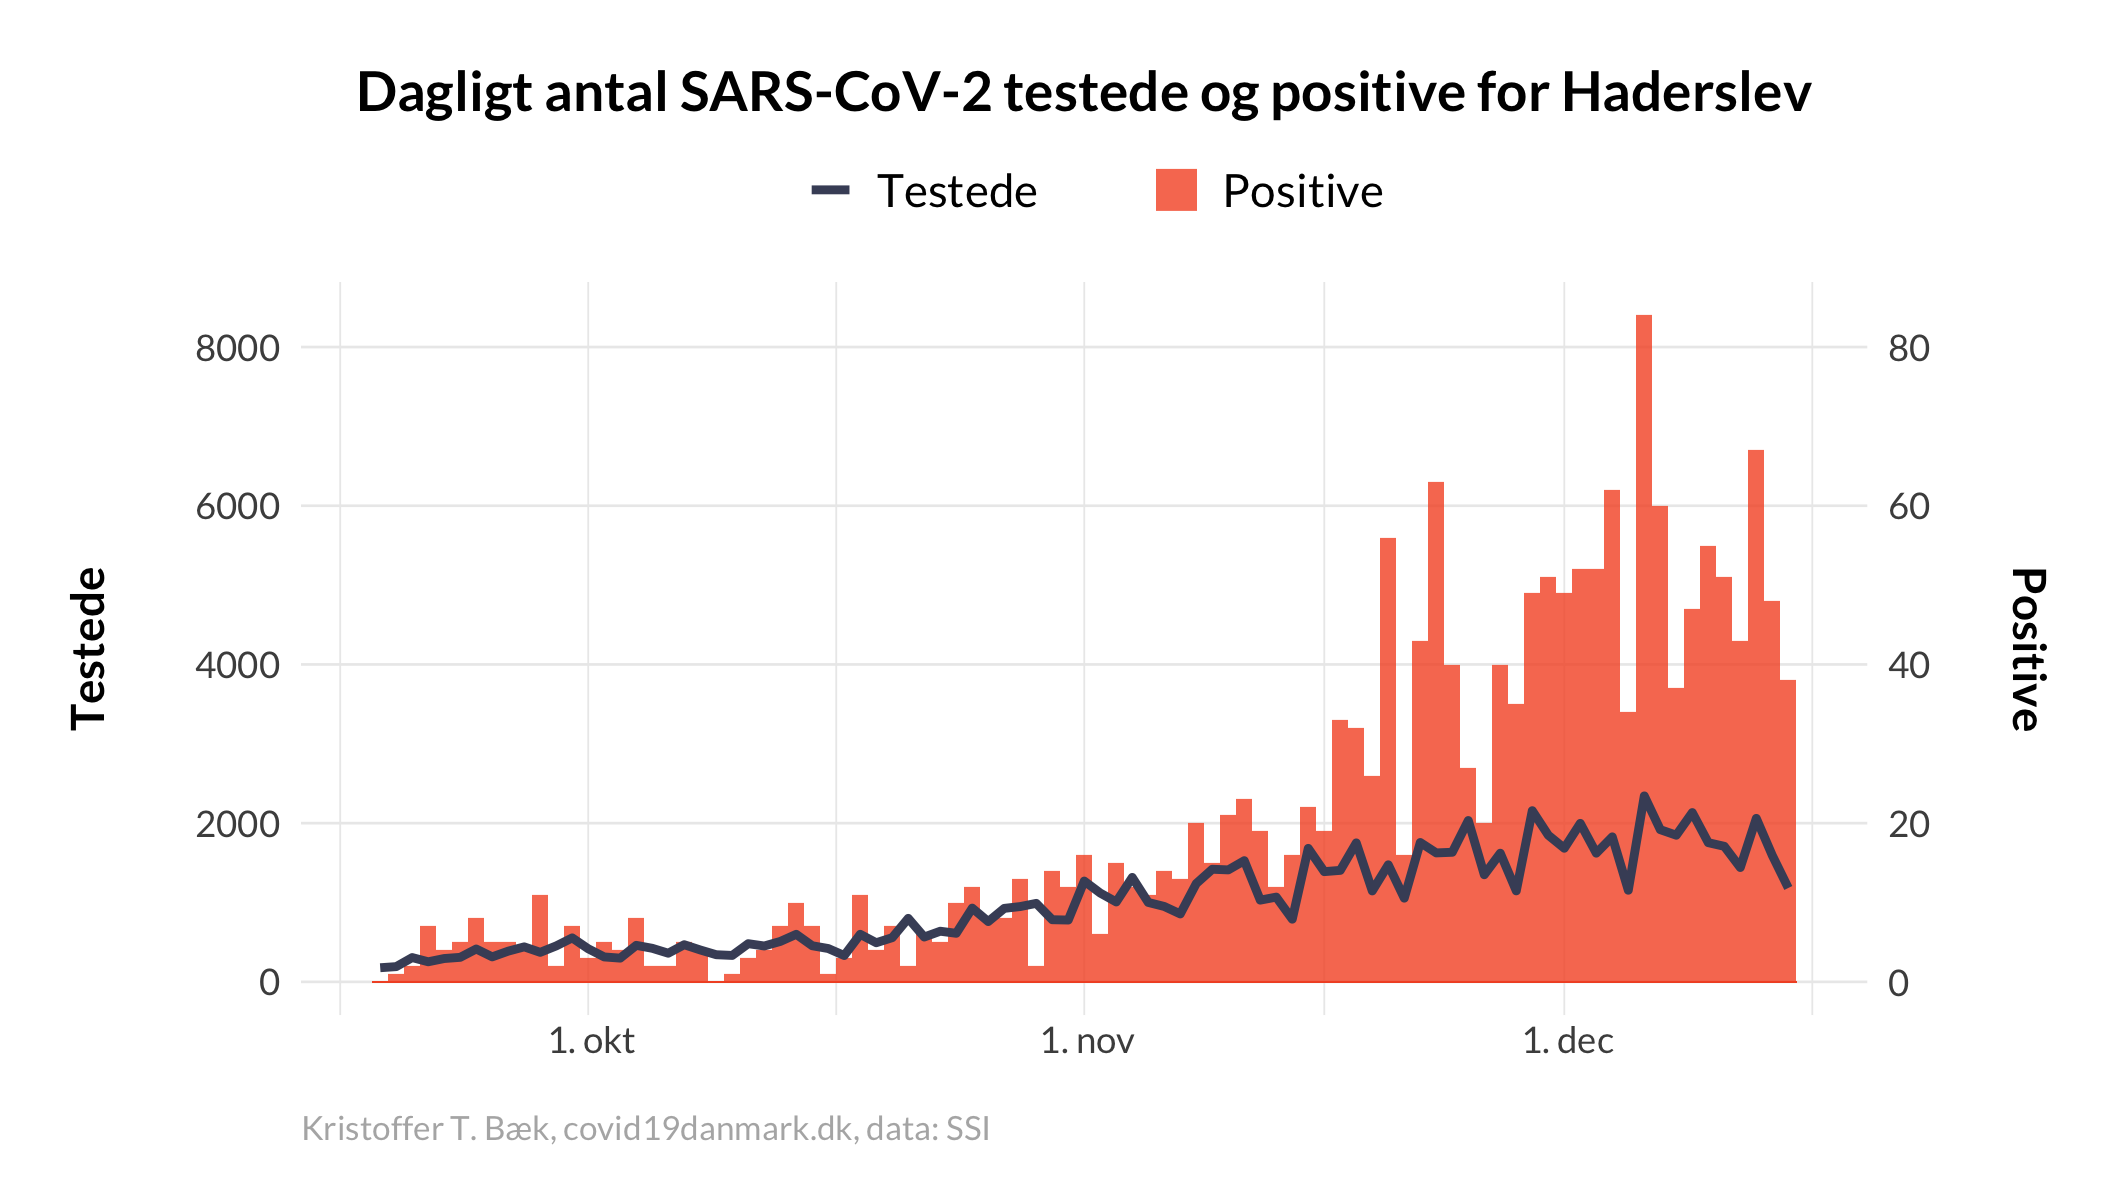 Dagligt antal SARS-CoV-2 testede og positive for Haderslev
Testede
Positive
8000
6000
4000
2000
0
Testede
80
60
40
20
0
Positive
1. okt
1. nov
1. dec
Kristoffer T. Bæk, covid19danmark.dk, data: SSI